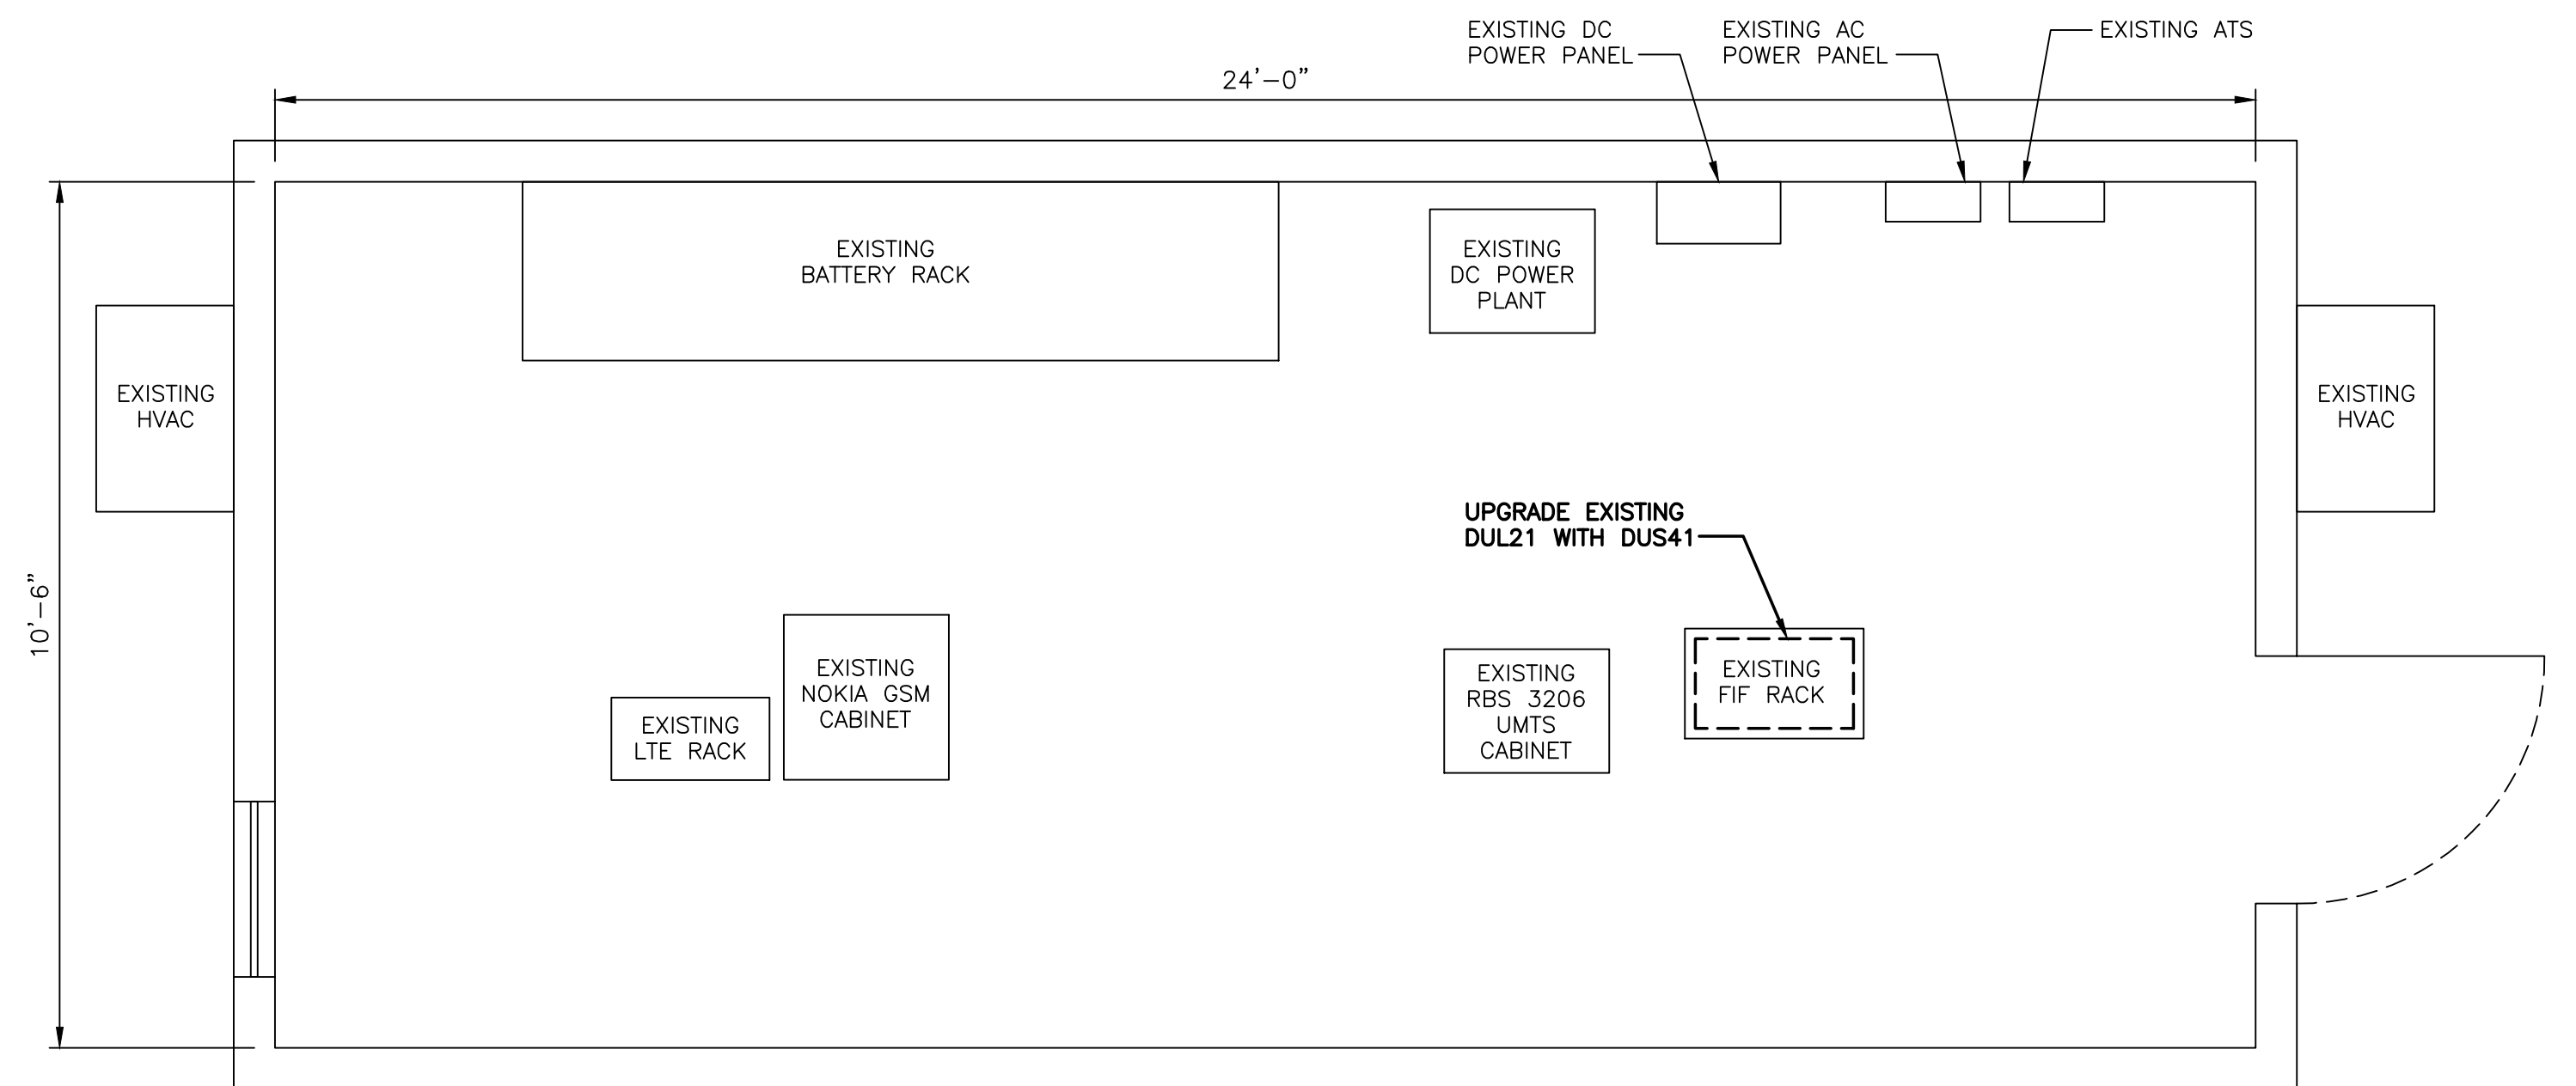 EXISTING DC
POWER PANEL
EXISTING AC
POWER PANEL
EXISTING ATS
24'-0"
EXISTING
BATTERY RACK
EXISTING
DC POWER
PLANT
EXISTING
HVAC
EXISTING
HVAC
UPGRADE EXISTING
DUL21 WITH DUS41
10'-6"
EXISTING
NOKIA GSM
CABINET
EXISTING
LTE RACK
EXISTING
RBS 3206
UMTS
CABINET
EXISTING
FIF RACK